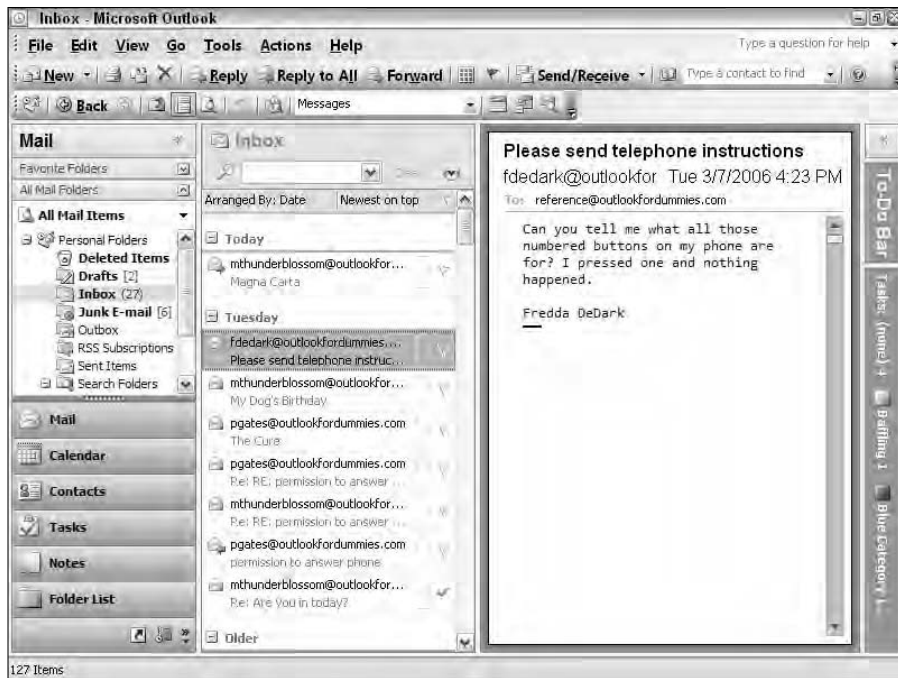 Inbox - Microsoft Outlook
File Edit View Go Tools Actions Help
Type a question for help
New Reply Reply to All Forward Send/Receive Type a contact to find
Back Messages
Mail
Favorite Folders
All Mail Folders
All Mail Items
Personal Folders
Deleted Items
Drafts [2]
Inbox (27)
Junk E-mail [6]
Outbox
RSS Subscriptions
Sent Items
Search Folders
Mail
Calendar
Contacts
Tasks
Notes
Folder List
Inbox
Arranged By: Date Newest on top
Today
mthunderblossom@outlookfor...
Magna Carta
Tuesday
fdedark@outlookfordummies....
Please send telephone instruc...
mthunderblossom@outlookfor...
My Dog's Birthday
pgates@outlookfordummies.com
The Cure
pgates@outlookfordummies.com
Re: RE: permission to answer ...
mthunderblossom@outlookfor...
Re: RE: permission to answer ...
pgates@outlookfordummies.com
permission to answer phone
mthunderblossom@outlookfor...
Re: Are You in today?
Older
Please send telephone instructions
fdedark@outlookfor Tue 3/7/2006 4:23 PM
To: reference@outlookfordummies.com
Can you tell me what all those
numbered buttons on my phone are
for? I pressed one and nothing
happened.
Fredda DeDark
To-Do Bar
Tasks: (none) 4 Baffling 1 Blue Category 1...
127 Items